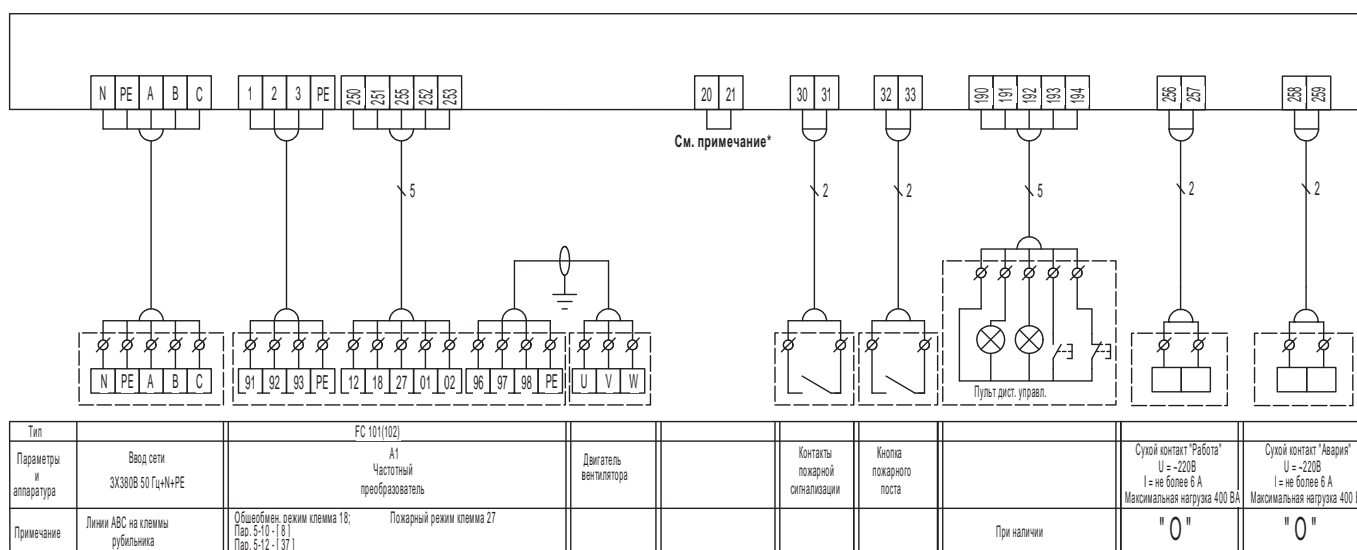 N PE A B C 1 2 3 PE 250 251 255 252 253 20 21 30 31 32 33 190 191 192 193 194 256 257 258 259
См. примечание*
5 2 2 5 2 2
N PE A B C 91 92 93 PE 12 18 27 01 02 96 97 98 PE U V W
Пульт дист. управл.
Тип FC 101(102)
Параметры и аппаратура
Ввод сети
3X380В 50 Гц+N+PE
A1
Частотный
преобразователь
Двигатель
вентилятора
Контакты
пожарной
сигнализации
Кнопка
пожарного
поста
Сухой контакт "Работа"
U = ~220В
I = не более 6 А
Максимальная нагрузка 400 ВА
Сухой контакт "Авария"
U = ~220В
I = не более 6 А
Максимальная нагрузка 400 В
Примечание
Линии АВС на клеммы
рубильника
Общеобмен. режим клемма 18; Пожарный режим клемма 27
Пар. 5-10 - [ 8 ]
Пар. 5-12 - [ 37 ]
При наличии
" О "
" О "